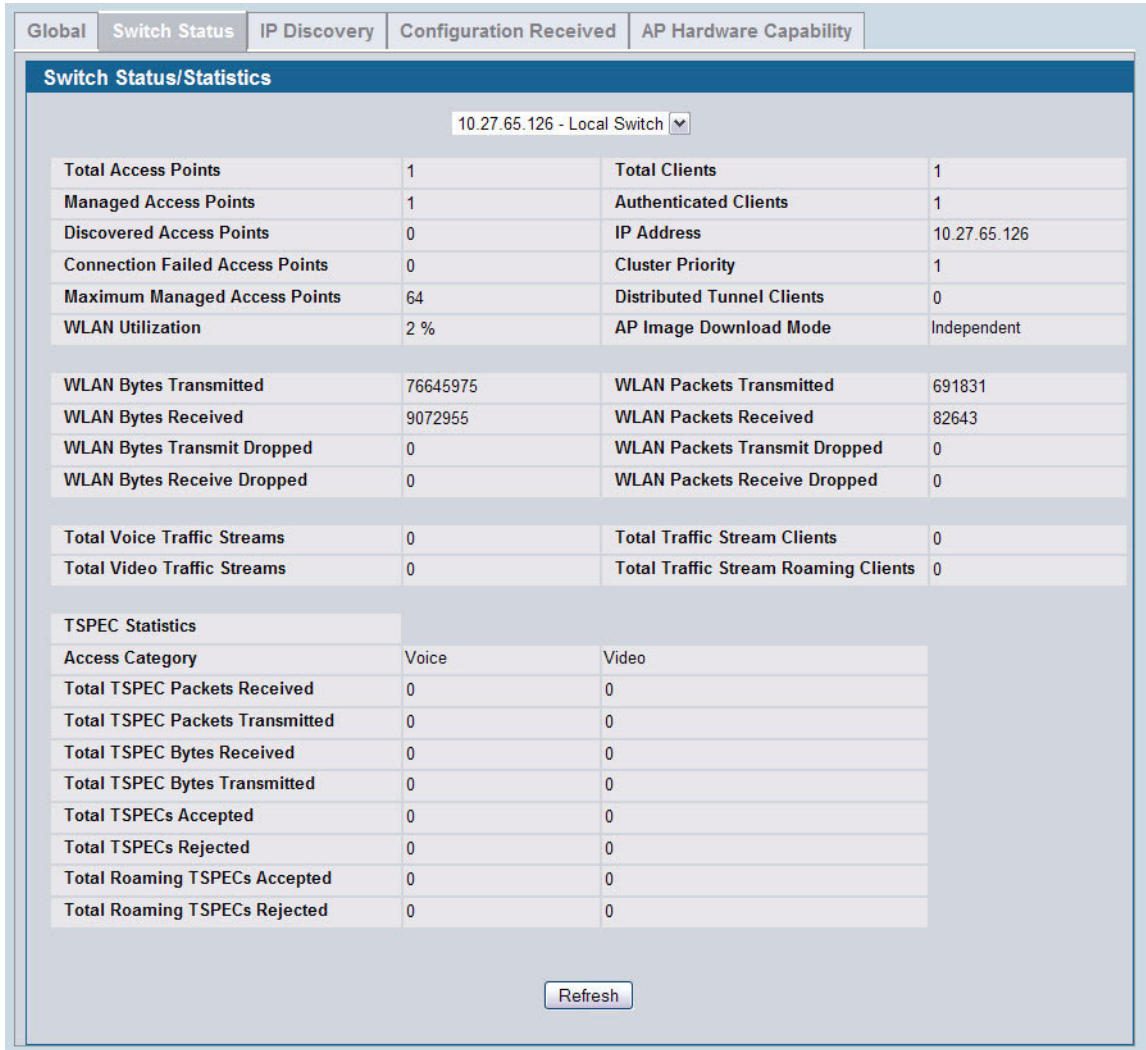 Global Switch Status IP Discovery Configuration Received AP Hardware Capability
Switch Status/Statistics
10.27.65.126 - Local Switch
Total Access Points 1 Total Clients 1
Managed Access Points 1 Authenticated Clients 1
Discovered Access Points 0 IP Address 10.27.65.126
Connection Failed Access Points 0 Cluster Priority 1
Maximum Managed Access Points 64 Distributed Tunnel Clients 0
WLAN Utilization 2 % AP Image Download Mode Independent
WLAN Bytes Transmitted 76645975 WLAN Packets Transmitted 691831
WLAN Bytes Received 9072955 WLAN Packets Received 82643
WLAN Bytes Transmit Dropped 0 WLAN Packets Transmit Dropped 0
WLAN Bytes Receive Dropped 0 WLAN Packets Receive Dropped 0
Total Voice Traffic Streams 0 Total Traffic Stream Clients 0
Total Video Traffic Streams 0 Total Traffic Stream Roaming Clients 0
TSPEC Statistics
Access Category Voice Video
Total TSPEC Packets Received 0 0
Total TSPEC Packets Transmitted 0 0
Total TSPEC Bytes Received 0 0
Total TSPEC Bytes Transmitted 0 0
Total TSPECs Accepted 0 0
Total TSPECs Rejected 0 0
Total Roaming TSPECs Accepted 0 0
Total Roaming TSPECs Rejected 0 0
Refresh